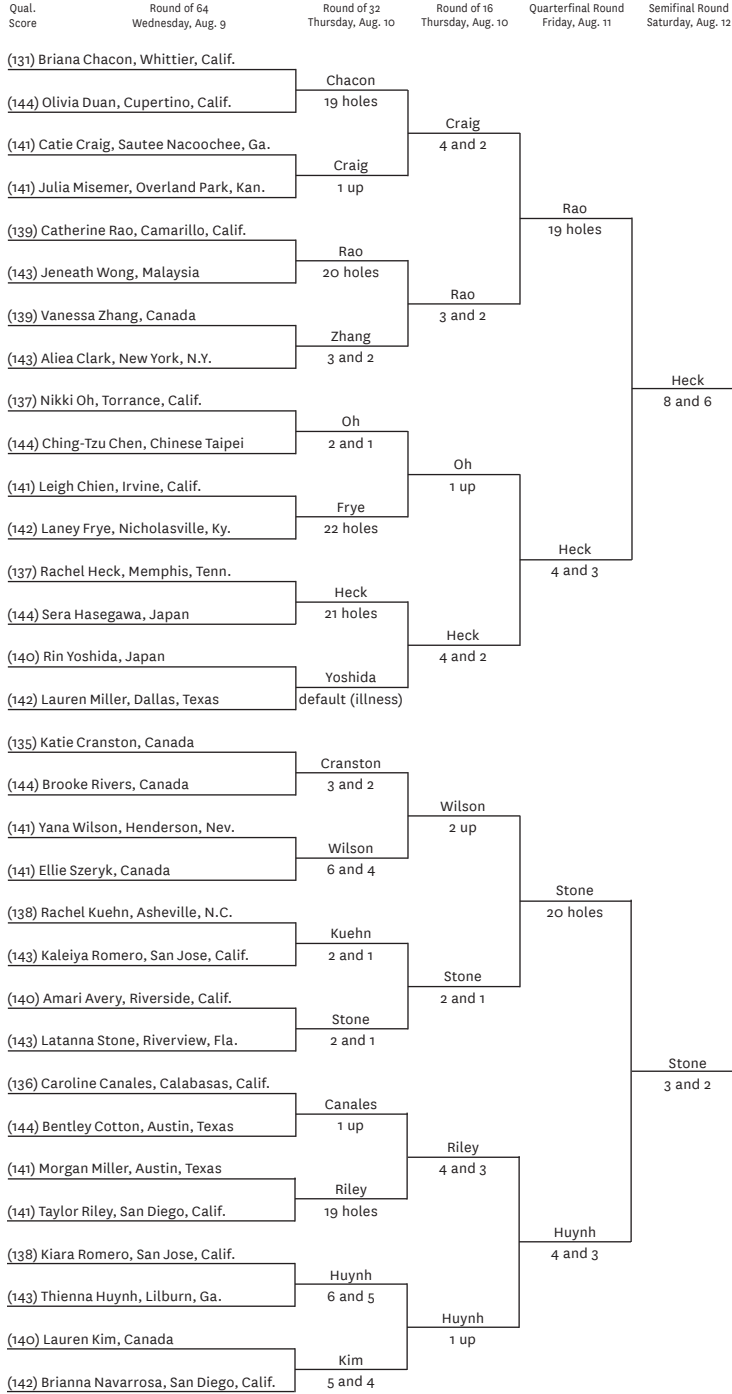 Qual. Score
Round of 64
Wednesday, Aug. 9
Round of 32
Thursday, Aug. 10
Round of 16
Thursday, Aug. 10
Quarterfinal Round
Friday, Aug. 11
Semifinal Round
Saturday, Aug. 12
(131) Briana Chacon, Whittier, Calif.
Chacon
19 holes
(144) Olivia Duan, Cupertino, Calif.
Craig
4 and 2
(141) Catie Craig, Sautee Nacoochee, Ga.
Craig
1 up
(141) Julia Misemer, Overland Park, Kan.
Rao
19 holes
(139) Catherine Rao, Camarillo, Calif.
Rao
20 holes
(143) Jeneath Wong, Malaysia
Rao
3 and 2
(139) Vanessa Zhang, Canada
Zhang
3 and 2
(143) Aliea Clark, New York, N.Y.
Heck
8 and 6
(137) Nikki Oh, Torrance, Calif.
Oh
2 and 1
(144) Ching-Tzu Chen, Chinese Taipei
Oh
1 up
(141) Leigh Chien, Irvine, Calif.
Frye
22 holes
(142) Laney Frye, Nicholasville, Ky.
Heck
4 and 3
(137) Rachel Heck, Memphis, Tenn.
Heck
21 holes
(144) Sera Hasegawa, Japan
Heck
4 and 2
(140) Rin Yoshida, Japan
Yoshida
default (illness)
(142) Lauren Miller, Dallas, Texas
(135) Katie Cranston, Canada
Cranston
3 and 2
(144) Brooke Rivers, Canada
Wilson
2 up
(141) Yana Wilson, Henderson, Nev.
Wilson
6 and 4
(141) Ellie Szeryk, Canada
Stone
20 holes
(138) Rachel Kuehn, Asheville, N.C.
Kuehn
2 and 1
(143) Kaleiya Romero, San Jose, Calif.
Stone
2 and 1
(140) Amari Avery, Riverside, Calif.
Stone
2 and 1
(143) Latanna Stone, Riverview, Fla.
Stone
3 and 2
(136) Caroline Canales, Calabasas, Calif.
Canales
1 up
(144) Bentley Cotton, Austin, Texas
Riley
4 and 3
(141) Morgan Miller, Austin, Texas
Riley
19 holes
(141) Taylor Riley, San Diego, Calif.
Huynh
4 and 3
(138) Kiara Romero, San Jose, Calif.
Huynh
6 and 5
(143) Thienna Huynh, Lilburn, Ga.
Huynh
1 up
(140) Lauren Kim, Canada
Kim
5 and 4
(142) Brianna Navarrosa, San Diego, Calif.